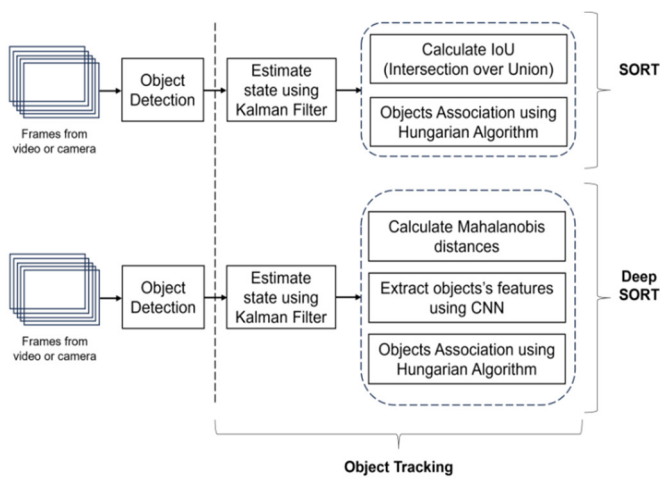 Frames from
video or camera
Object
Detection
Estimate
state using
Kalman Filter
Calculate IoU
(Intersection over Union)
Objects Association using
Hungarian Algorithm
SORT
Frames from
video or camera
Object
Detection
Estimate
state using
Kalman Filter
Calculate Mahalanobis
distances
Extract objects's features
using CNN
Objects Association using
Hungarian Algorithm
Deep
SORT
Object Tracking